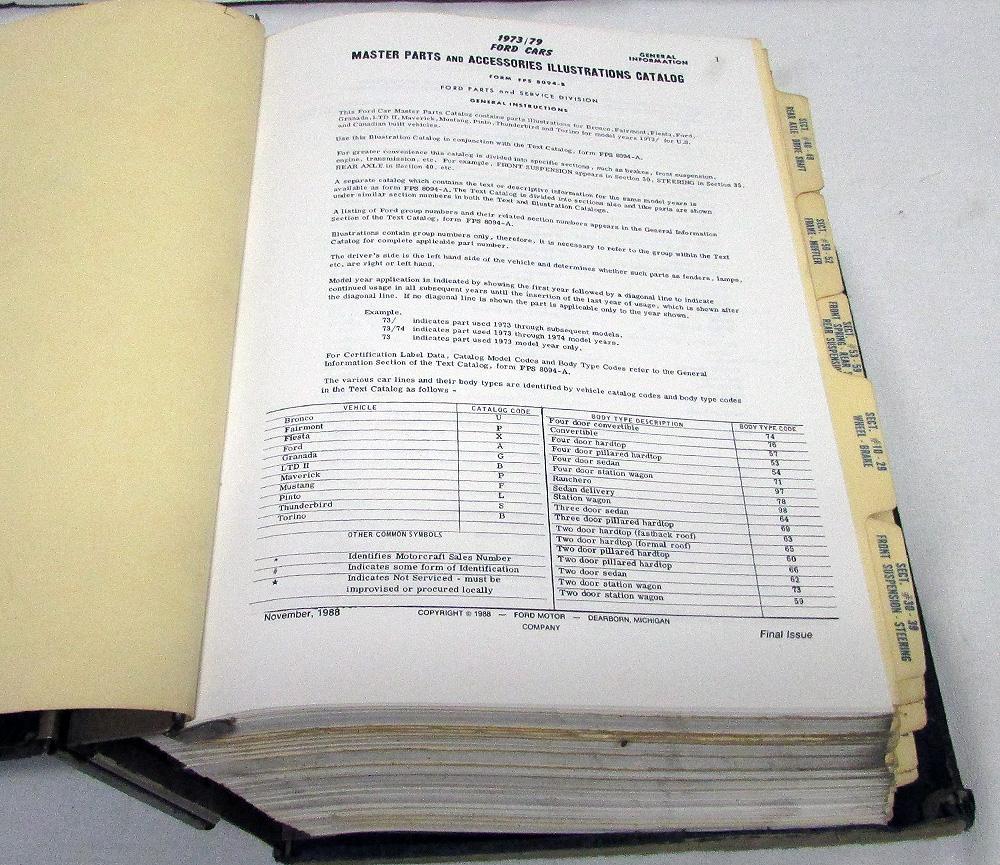 1973/79
FORD CARS
MASTER PARTS AND ACCESSORIES ILLUSTRATIONS CATALOG
GENERAL
INFORMATION
1
FORM FPS 8094-B
FORD PARTS and SERVICE DIVISION
GENERAL INSTRUCTIONS
This Ford Car Master Parts Catalog contains parts illustrations for Bronco, Fairmont, Fiesta, Ford,
Granada, LTD II, Maverick, Mustang, Pinto, Thunderbird and Torino for model years 1973/ for U.S.
and Canadian built vehicles.
Use this Illustration Catalog in conjunction with the Text Catalog, form FPS 8094-A.
For greater convenience this catalog is divided into specific sections, such as brakes, front suspension,
engine, transmission, etc. For example, FRONT SUSPENSION appears in Section 30, STEERING in Section 35,
REAR AXLE in Section 40, etc.
A separate catalog which contains the text or descriptive information for the same model years is
available as form FPS 8094-A. The Text Catalog is divided into sections also and like parts are shown
under similar section numbers in both the Text and Illustration Catalogs.
A listing of Ford group numbers and their related section numbers appears in the General Information
Section of the Text Catalog, form FPS 8094-A.
Illustrations contain group numbers only, therefore, it is necessary to refer to the group within the Text
Catalog for complete applicable part number.
The driver's side is the left hand side of the vehicle and determines whether such parts as fenders, lamps,
etc. are right or left hand.
Model year application is indicated by showing the first year followed by a diagonal line to indicate
continued usage in all subsequent years until the insertion of the last year of usage, which is shown after
the diagonal line. If no diagonal line is shown the part is applicable only to the year shown.
Example.
73/ indicates part used 1973 through subsequent models.
73/74 indicates part used 1973 through 1974 model years.
73 indicates part used 1973 model year only.
For Certification Label Data, Catalog Model Codes and Body Type Codes refer to the General
Information Section of the Text Catalog, form FPS 8094-A.
The various car lines and their body types are identified by vehicle catalog codes and body type codes
in the Text Catalog as follows -
VEHICLE CATALOG CODE
Bronco U
Fairmont P
Fiesta X
Ford A
Granada G
LTD II B
Maverick P
Mustang F
Pinto L
Thunderbird S
Torino B
OTHER COMMON SYMBOLS
* Identifies Motorcraft Sales Number
# Indicates some form of Identification
★ Indicates Not Serviced - must be
improvised or procured locally
BODY TYPE DESCRIPTION BODY TYPE CODE
Four door convertible 74
Convertible 76
Four door hardtop 57
Four door pillared hardtop 53
Four door sedan 54
Four door station wagon 71
Ranchero 97
Sedan delivery 78
Station wagon 98
Three door sedan 64
Three door pillared hardtop 69
Two door hardtop (fastback roof) 63
Two door hardtop (formal roof) 65
Two door pillared hardtop 60
Two door pillared hardtop 66
Two door sedan 62
Two door station wagon 73
Two door station wagon 59
November, 1988
COPYRIGHT © 1988 — FORD MOTOR — DEARBORN, MICHIGAN
COMPANY
Final Issue
SECT. #40-48
REAR AXLE DRIVE SHAFT
SECT. #50-52
FRAME MUFFLER
SECT. #53-59
FRONT SPRING - REAR
REAR SUSPENSION
SECT. #10-20
WHEEL - BRAKE
SECT. #30-39
FRONT SUSPENSION, STEERING